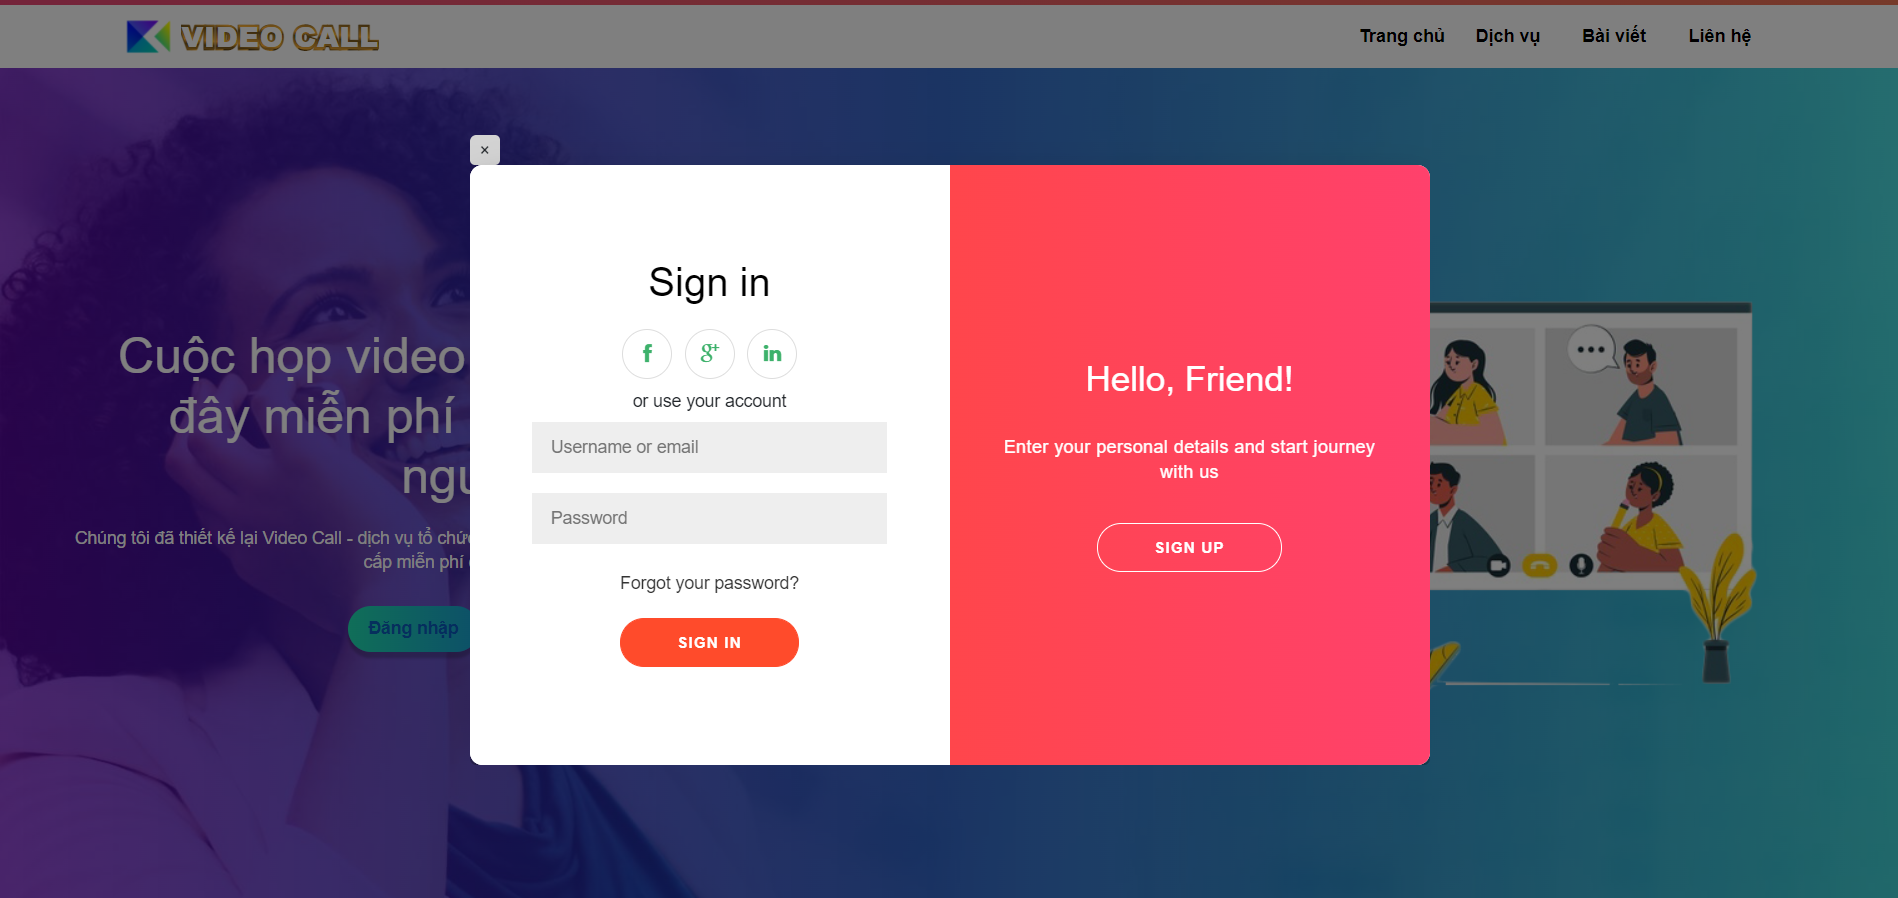 VIDEO CALL
Trang chủ
Dịch vụ
Bài viết
Liên hệ
×
Cuộc họp video
đây miễn phí
Chúng tôi đã thiết kế lại Video Call - dịch vụ tổ
cấp miễn phí
Đăng nhập
Sign in
f
g+
in
or use your account
Username or email
Password
Forgot your password?
SIGN IN
Hello, Friend!
Enter your personal details and start journey
with us
SIGN UP